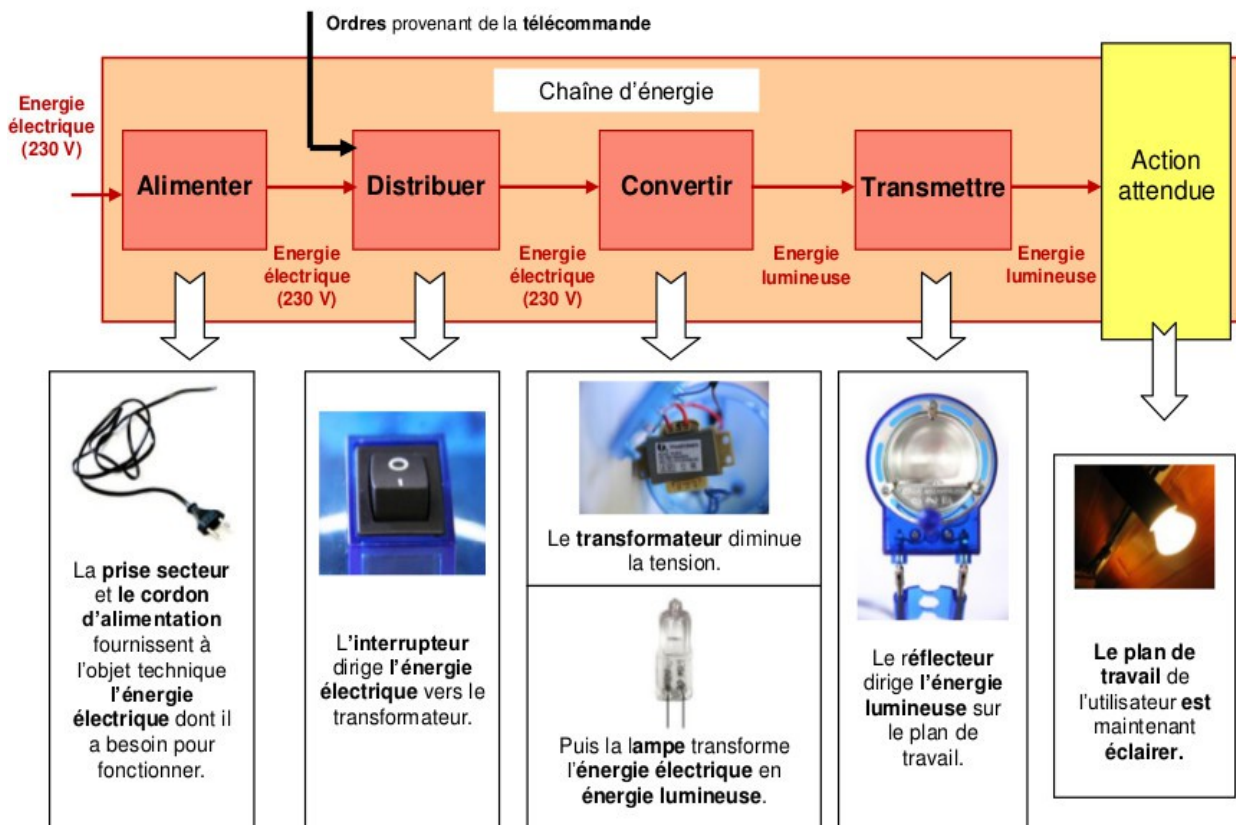 Ordres provenant de la télécommande
Chaîne d'énergie
Energie
électrique
(230 V)
Alimenter
Distribuer
Convertir
Transmettre
Action
attendue
Energie
électrique
(230 V)
Energie
électrique
(230 V)
Energie
lumineuse
Energie
lumineuse
La prise secteur
et le cordon
d'alimentation
fournissent à
l'objet technique
l'énergie
électrique dont il
a besoin pour
fonctionner.
O
I
L'interrupteur
dirige l'énergie
électrique vers le
transformateur.
Le transformateur diminue
la tension.
Puis la lampe transforme
l'énergie électrique en
énergie lumineuse.
Le réflecteur
dirige l'énergie
lumineuse sur
le plan de
travail.
Le plan de
travail de
l'utilisateur est
maintenant
éclairer.